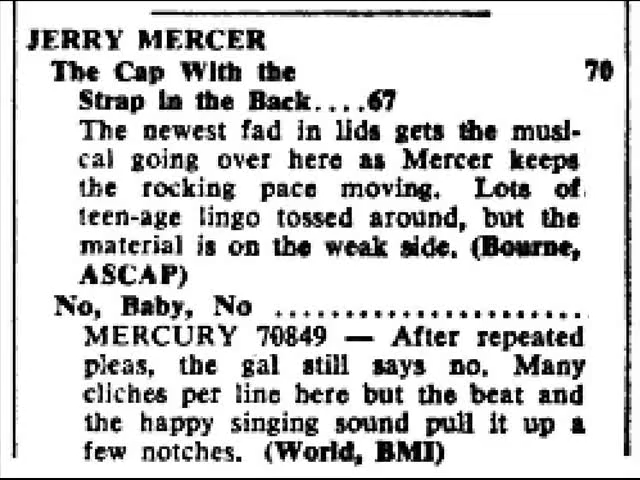 JERRY MERCER
The Cap With the 70
Strap in the Back....67
The newest fad in lids gets the musi-
cal going over here as Mercer keeps
the rocking pace moving. Lots of
teen-age lingo tossed around, but the
material is on the weak side. (Bourne,
ASCAP)
No, Baby, No ........................
MERCURY 70849 — After repeated
pleas, the gal still says no. Many
cliches per line here but the beat and
the happy singing sound pull it up a
few notches. (World, BMI)